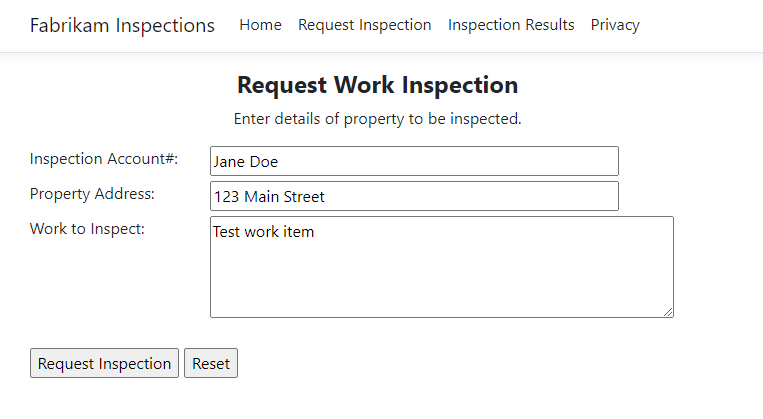 Fabrikam Inspections Home Request Inspection Inspection Results Privacy
Request Work Inspection
Enter details of property to be inspected.
Inspection Account#: Jane Doe
Property Address: 123 Main Street
Work to Inspect: Test work item
Request Inspection Reset